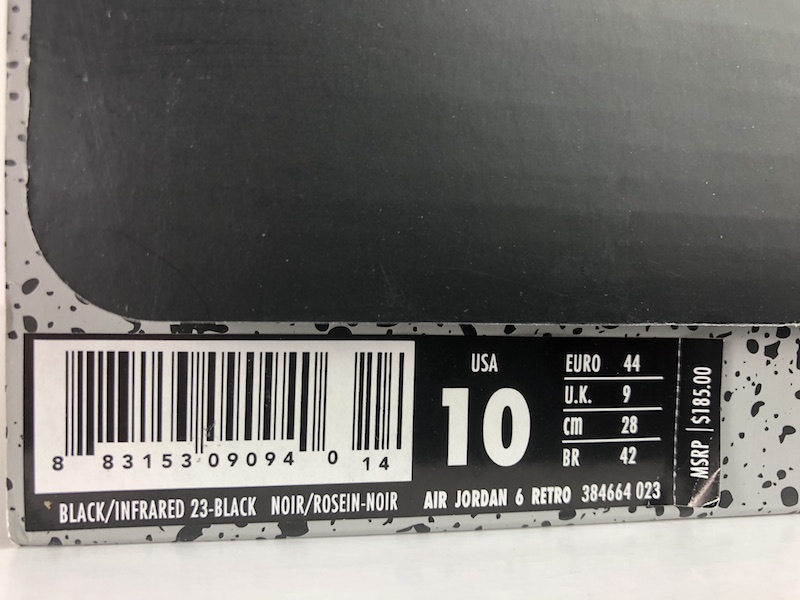 8 83153 09094 0 14
BLACK/INFRARED 23-BLACK NOIR/ROSEIN-NOIR
USA
10
EURO 44
U.K. 9
cm 28
BR 42
AIR JORDAN 6 RETRO 384664 023
MSRP $185.00